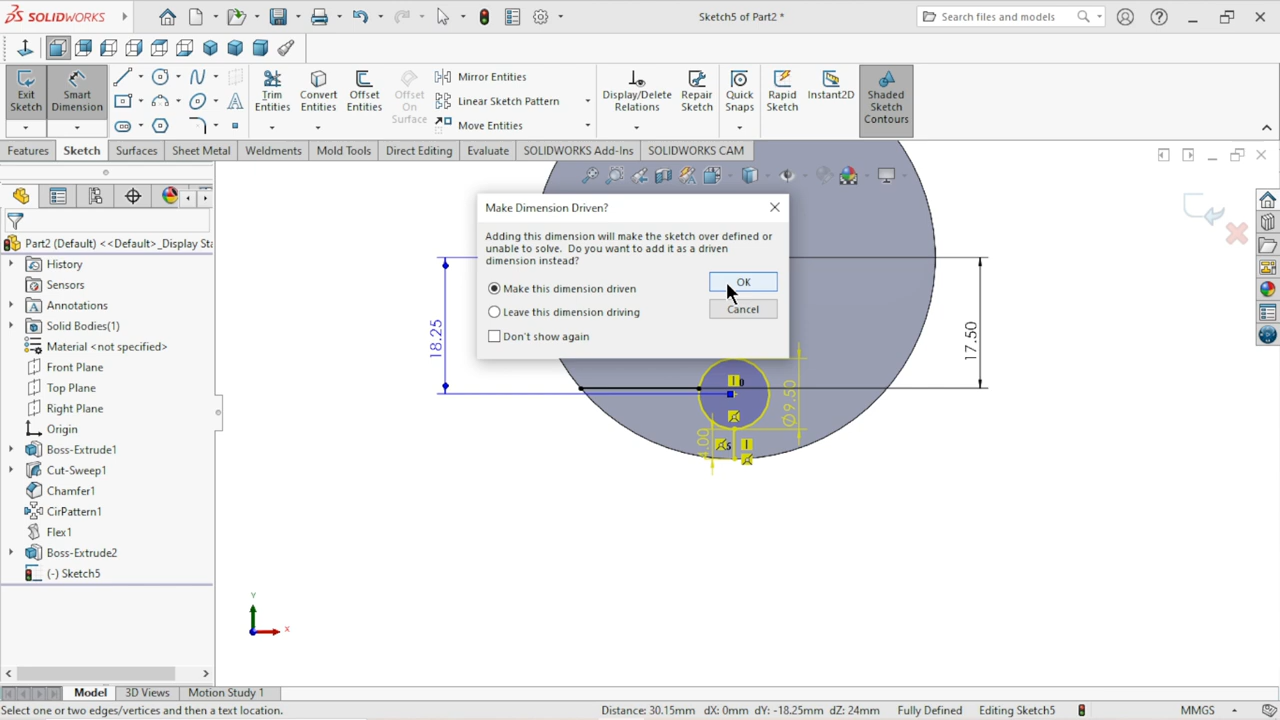 SOLIDWORKS
Sketch5 of Part2 *
Search files and models
Exit Sketch
Smart Dimension
Trim Entities
Convert Entities
Offset Entities
Offset On Surface
Mirror Entities
Linear Sketch Pattern
Move Entities
Display/Delete Relations
Repair Sketch
Quick Snaps
Rapid Sketch
Instant2D
Shaded Sketch Contours
Features
Sketch
Surfaces
Sheet Metal
Weldments
Mold Tools
Direct Editing
Evaluate
SOLIDWORKS Add-Ins
SOLIDWORKS CAM
Part2 (Default) <<Default>_Display Sta
History
Sensors
Annotations
Solid Bodies(1)
Material <not specified>
Front Plane
Top Plane
Right Plane
Origin
Boss-Extrude1
Cut-Sweep1
Chamfer1
CirPattern1
Flex1
Boss-Extrude2
(-) Sketch5
Make Dimension Driven?
Adding this dimension will make the sketch over defined or
unable to solve. Do you want to add it as a driven
dimension instead?
Make this dimension driven
Leave this dimension driving
Don't show again
OK
Cancel
18.25
17.50
Ø9.50
4.00
Y
X
Model
3D Views
Motion Study 1
Select one or two edges/vertices and then a text location.
Distance: 30.15mm dX: 0mm dY: -18.25mm dZ: 24mm
Fully Defined
Editing Sketch5
MMGS